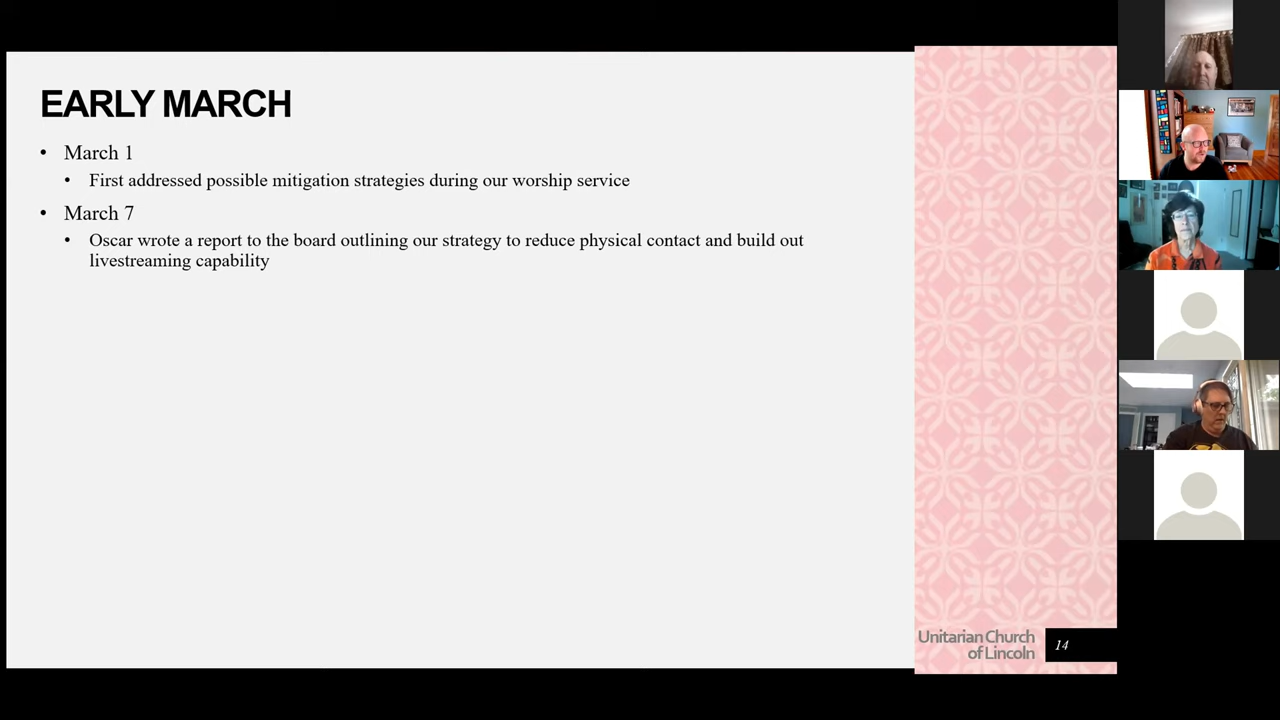 EARLY MARCH
• March 1
• First addressed possible mitigation strategies during our worship service
• March 7
• Oscar wrote a report to the board outlining our strategy to reduce physical contact and build out
livestreaming capability
Unitarian Church
of Lincoln
14